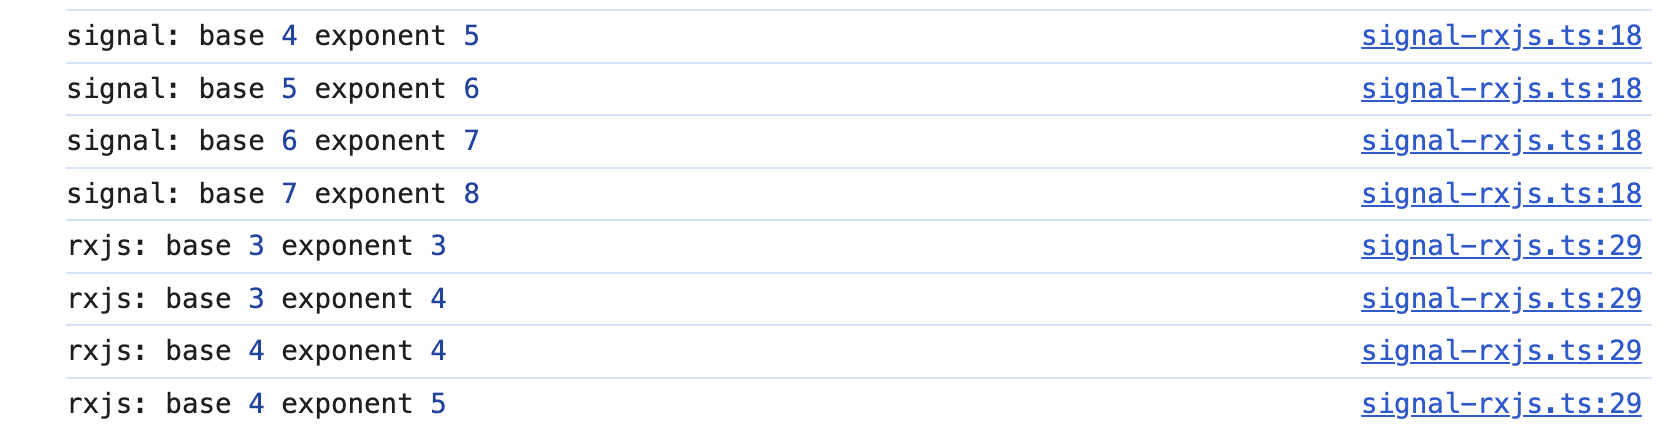 signal: base 4 exponent 5 signal-rxjs.ts:18
signal: base 5 exponent 6 signal-rxjs.ts:18
signal: base 6 exponent 7 signal-rxjs.ts:18
signal: base 7 exponent 8 signal-rxjs.ts:18
rxjs: base 3 exponent 3 signal-rxjs.ts:29
rxjs: base 3 exponent 4 signal-rxjs.ts:29
rxjs: base 4 exponent 4 signal-rxjs.ts:29
rxjs: base 4 exponent 5 signal-rxjs.ts:29